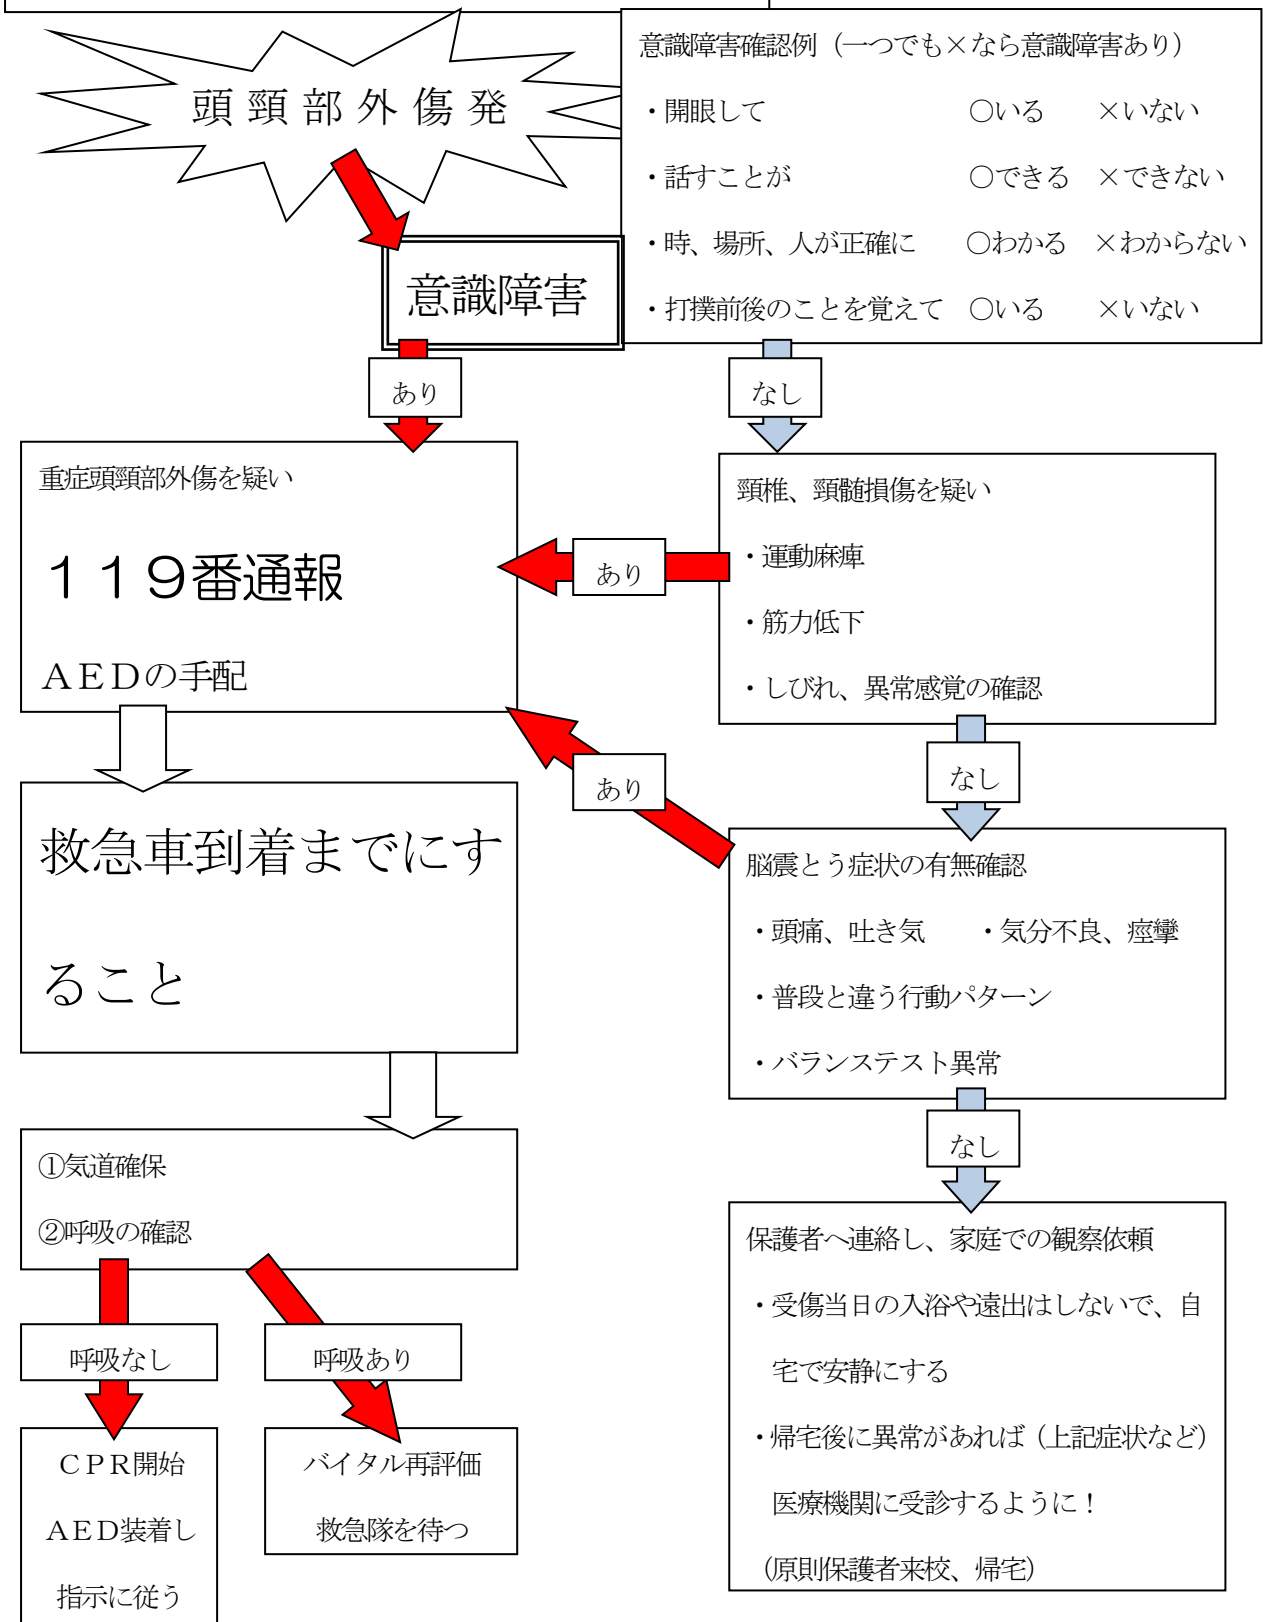 頭頸部外傷発
意識障害確認例（一つでも×なら意識障害あり）
・開眼して　○いる　×いない
・話すことが　○できる　×できない
・時、場所、人が正確に　○わかる　×わからない
・打撲前後のことを覚えて　○いる　×いない
意識障害
あり
なし
重症頭頸部外傷を疑い
１１９番通報
ＡＥＤの手配
あり
頸椎、頸髄損傷を疑い
・運動麻痺
・筋力低下
・しびれ、異常感覚の確認
なし
あり
救急車到着までにす
ること
脳震とう症状の有無確認
・頭痛、吐き気　・気分不良、痙攣
・普段と違う行動パターン
・バランステスト異常
なし
①気道確保
②呼吸の確認
呼吸なし
呼吸あり
ＣＰＲ開始
ＡＥＤ装着し
指示に従う
バイタル再評価
救急隊を待つ
保護者へ連絡し、家庭での観察依頼
・受傷当日の入浴や遠出はしないで、自
宅で安静にする
・帰宅後に異常があれば（上記症状など）
医療機関に受診するように！
（原則保護者来校、帰宅）